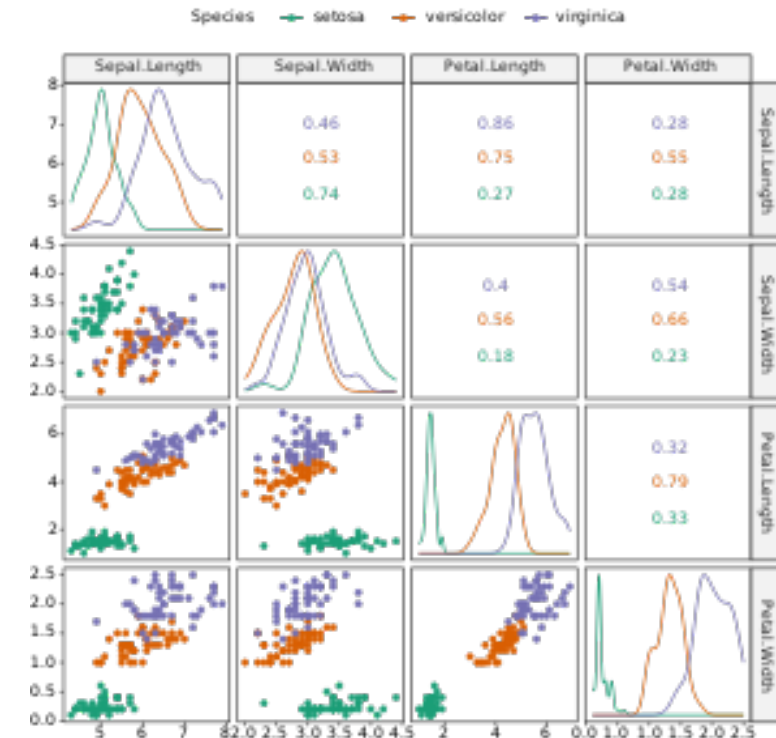 Species setosa versicolor virginica
Sepal.Length Sepal.Width Petal.Length Petal.Width
8
7
6
5
0.46 0.86 0.28
0.53 0.75 0.55
0.74 0.27 0.28
Sepal.Length
4.5
4.0
3.5
3.0
2.5
2.0
0.4 0.54
0.56 0.66
0.18 0.23
Sepal.Width
6
4
2
0.32
0.79
0.33
Petal.Length
2.5
2.0
1.5
1.0
0.5
0.0
Petal.Width
5 6 7 8 2.0 2.5 3.0 3.5 4.0 4.5 2 4 6 0.0 0.5 1.0 1.5 2.0 2.5